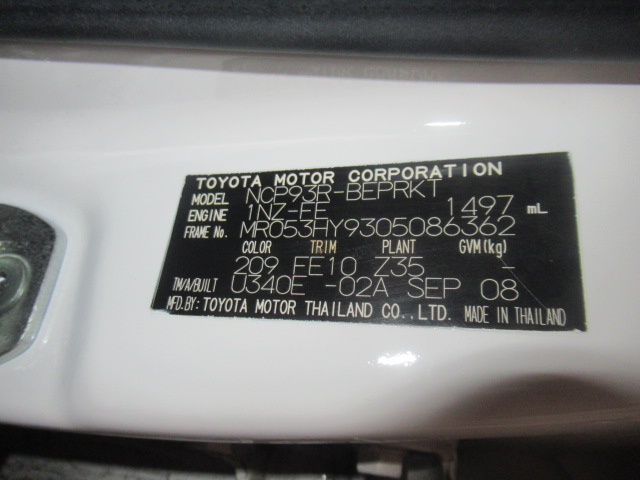 TOYOTA MOTOR CORPORATION
MODEL NCP93R-BEPRKT
ENGINE 1NZ-FE 1497 mL
FRAME No. MR053HY9305086362
COLOR TRIM PLANT GVM(kg)
209 FE10 Z35 -
TM/A/BUILT U340E -02A SEP 08
MFD.BY: TOYOTA MOTOR THAILAND CO.,LTD. MADE IN THAILAND